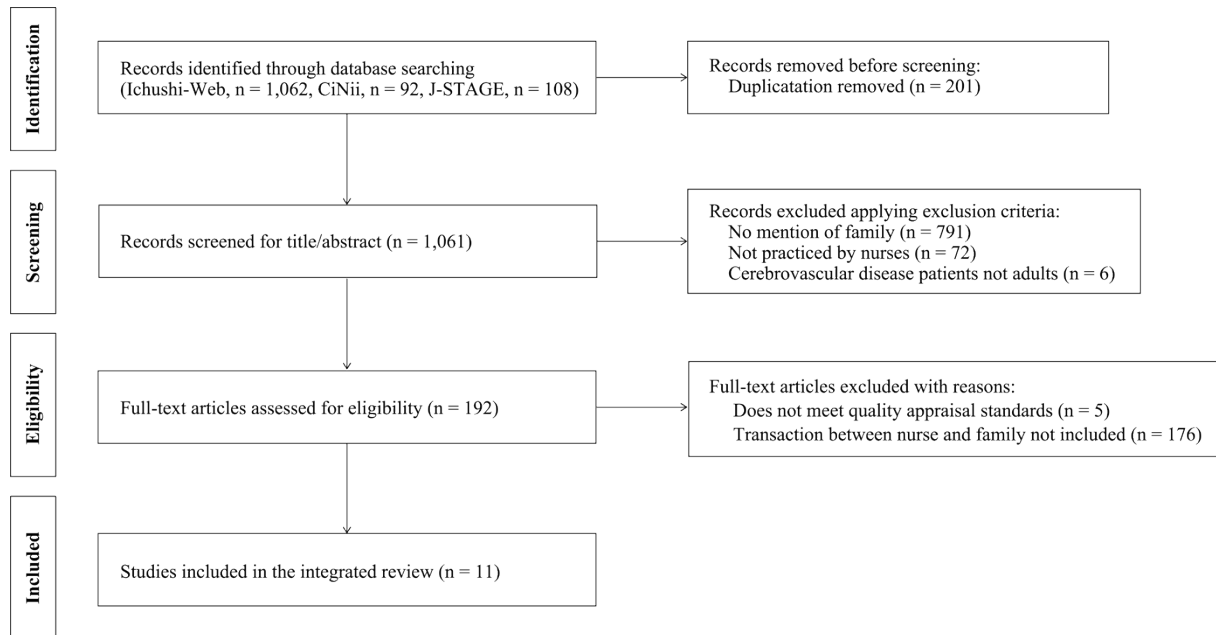 Identification
Records identified through database searching
(Ichushi-Web, n = 1,062, CiNii, n = 92, J-STAGE, n = 108)
Records removed before screening:
Duplicatation removed (n = 201)
Screening
Records screened for title/abstract (n = 1,061)
Records excluded applying exclusion criteria:
No mention of family (n = 791)
Not practiced by nurses (n = 72)
Cerebrovascular disease patients not adults (n = 6)
Eligibility
Full-text articles assessed for eligibility (n = 192)
Full-text articles excluded with reasons:
Does not meet quality appraisal standards (n = 5)
Transaction between nurse and family not included (n = 176)
Included
Studies included in the integrated review (n = 11)